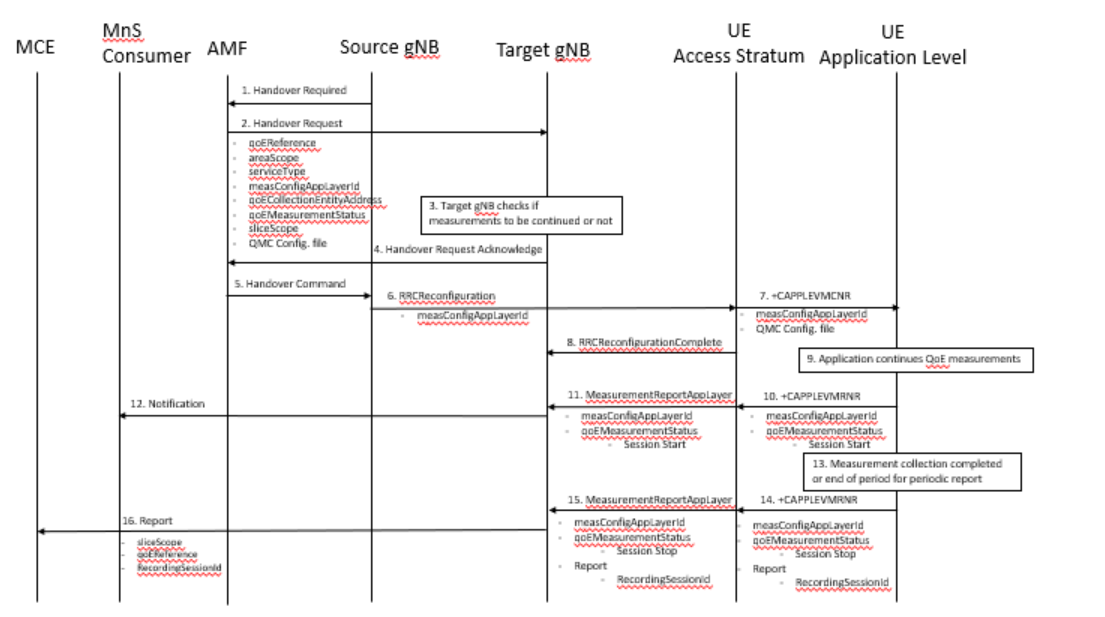 MCE
MnS
Consumer
AMF
Source gNB
Target gNB
UE
Access Stratum
UE
Application Level
1. Handover Required
2. Handover Request
- qoEReference
- areaScope
- serviceType
- measConfigAppLayerId
- qoECollectionEntityAddress
- qoEMeasurementStatus
- sliceScope
- QMC Config. file
3. Target gNB checks if
measurements to be continued or not
4. Handover Request Acknowledge
5. Handover Command
6. RRCReconfiguration
- measConfigAppLayerId
7. +CAPPLEVMCNR
- measConfigAppLayerId
- QMC Config. file
8. RRCReconfigurationComplete
9. Application continues QoE measurements
10. +CAPPLEVMRNR
- measConfigAppLayerId
- qoEMeasurementStatus
- Session Start
11. MeasurementReportAppLayer
- measConfigAppLayerId
- qoEMeasurementStatus
- Session Start
12. Notification
13. Measurement collection completed
or end of period for periodic report
14. +CAPPLEVMRNR
- measConfigAppLayerId
- qoEMeasurementStatus
- Session Stop
- Report
- RecordingSessionId
15. MeasurementReportAppLayer
- measConfigAppLayerId
- qoEMeasurementStatus
- Session Stop
- Report
- RecordingSessionId
16. Report
- sliceScope
- qoEReference
- RecordingSessionId